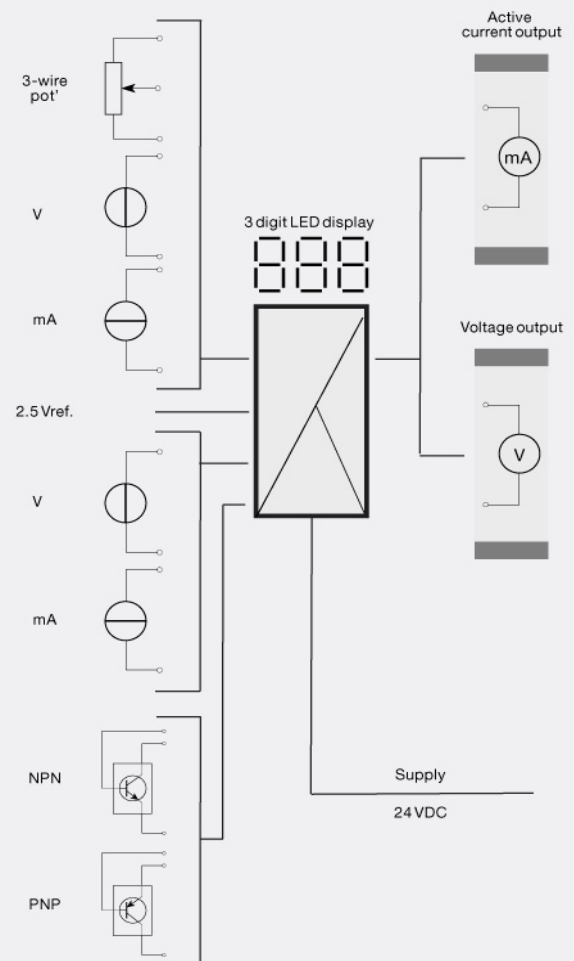 Active
current output
3-wire
pot'
mA
V
3 digit LED display
mA
Voltage output
2.5 Vref.
V
V
mA
NPN
Supply
24 VDC
PNP